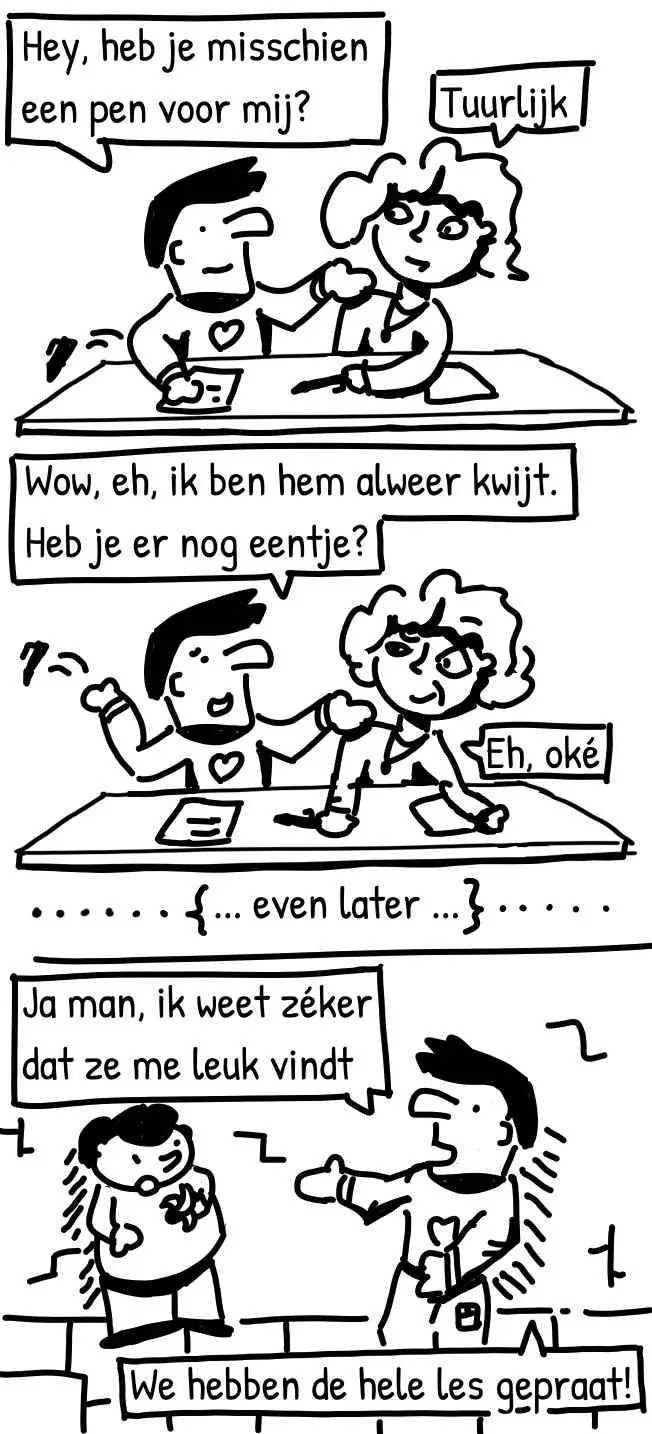 Hey, heb je misschien
een pen voor mij?
Tuurlijk
Wow, eh, ik ben hem alweer kwijt.
Heb je er nog eentje?
Eh, oké
......{... even later ...}.....
Ja man, ik weet zéker
dat ze me leuk vindt
We hebben de hele les gepraat!